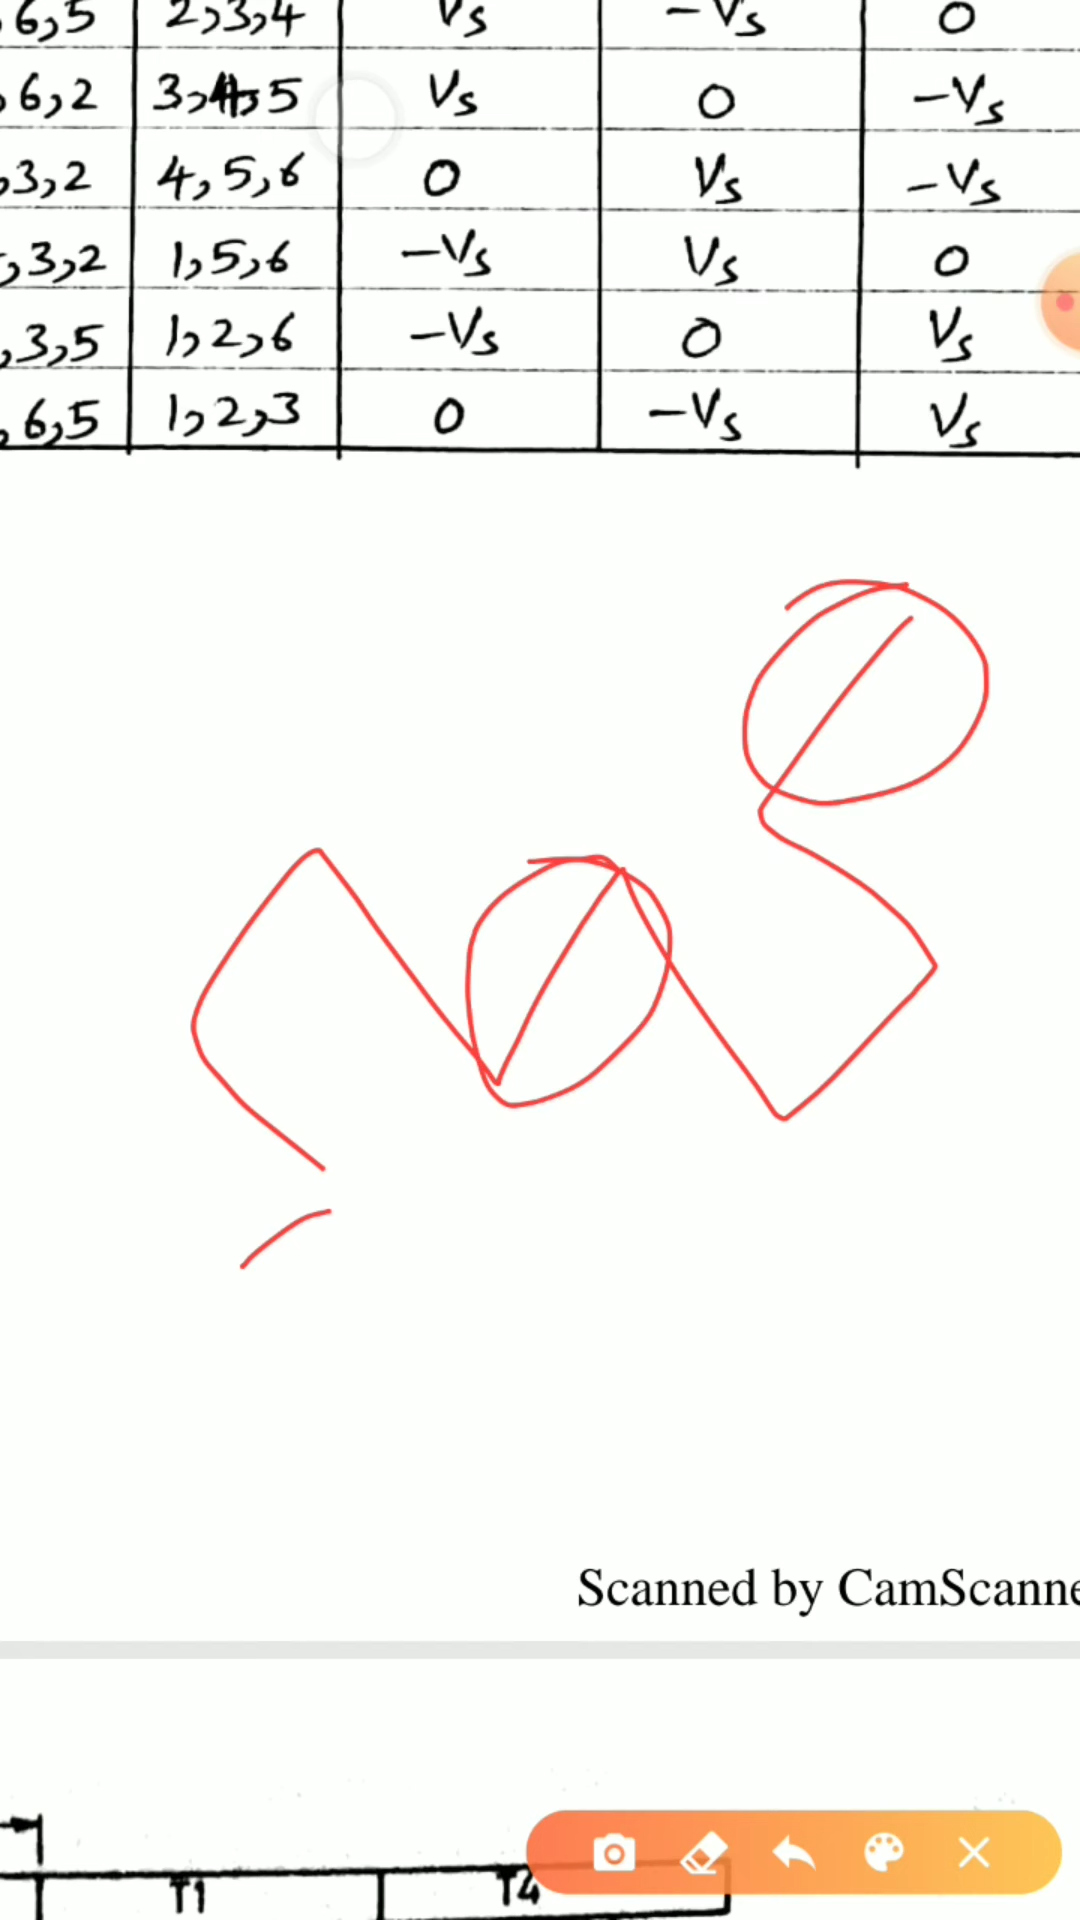 6,5 2,3,4 Vs -Vs 0
,6,2 3,4,5 Vs 0 -Vs
,3,2 4,5,6 0 Vs -Vs
,3,2 1,5,6 -Vs Vs 0
,3,5 1,2,6 -Vs 0 Vs
,6,5 1,2,3 0 -Vs Vs
Scanned by CamScanne
T1 T4